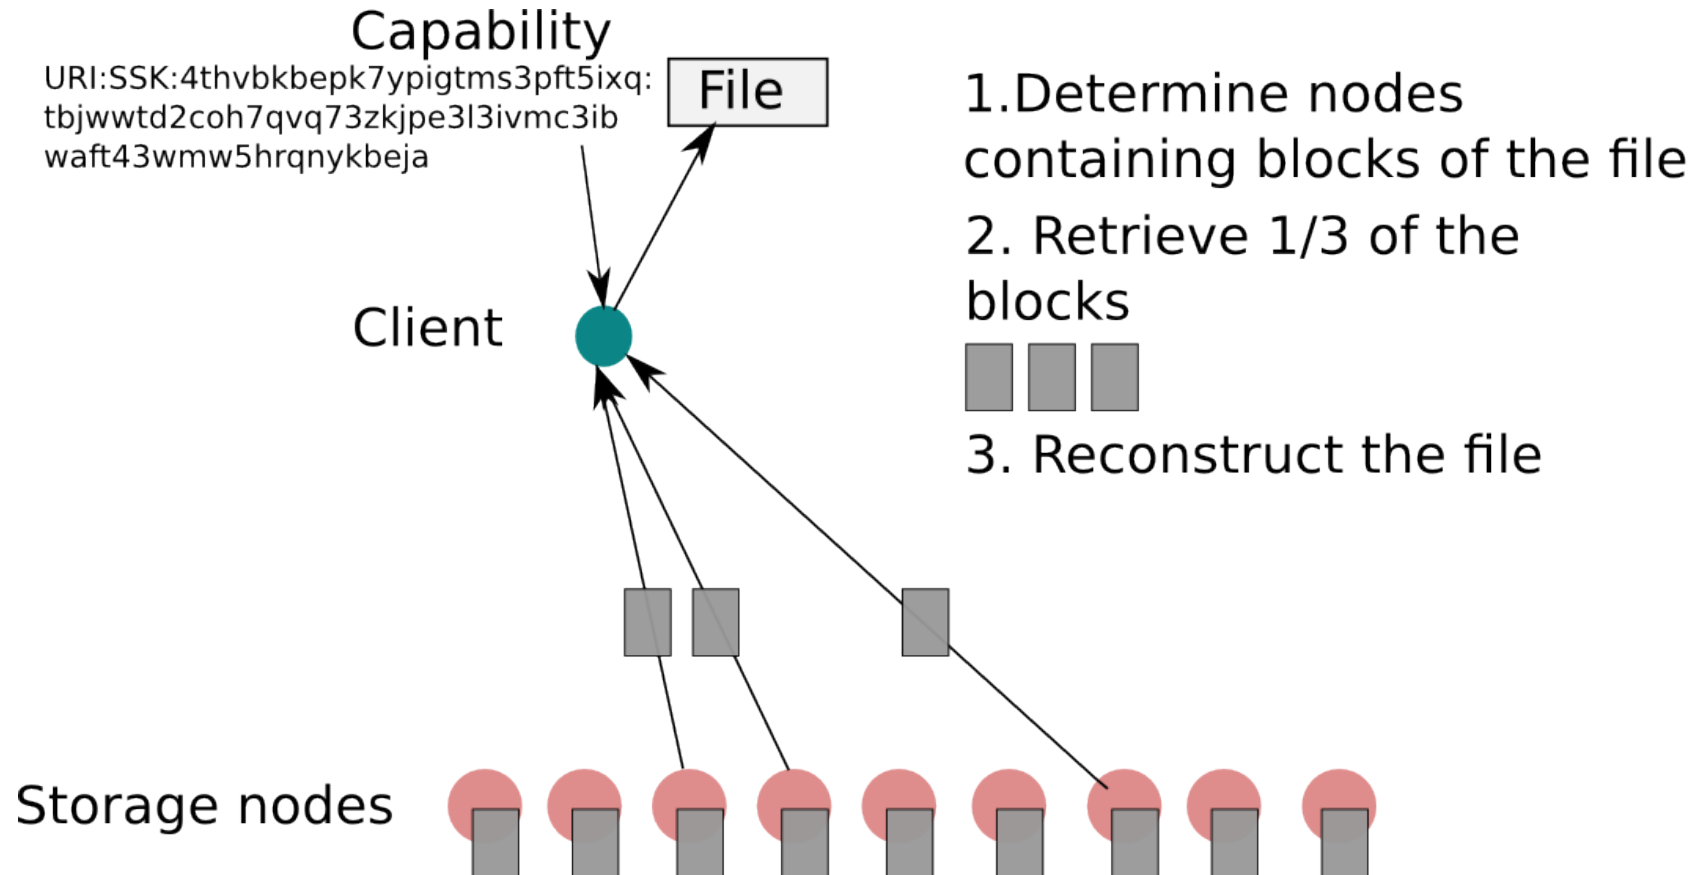 Capability
URI:SSK:4thvbkbepk7ypigtms3pft5ixq:
tbjwwtd2coh7qvq73zkjpe3l3ivmc3ib
waft43wmw5hrqnykbeja
File
1.Determine nodes
containing blocks of the file
2. Retrieve 1/3 of the
blocks
3. Reconstruct the file
Client
Storage nodes